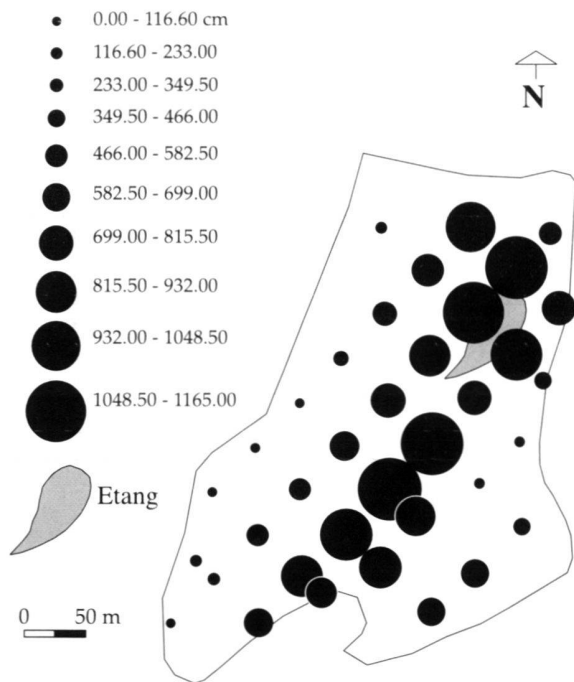 0.00 - 116.60 cm
116.60 - 233.00
233.00 - 349.50
349.50 - 466.00
466.00 - 582.50
582.50 - 699.00
699.00 - 815.50
815.50 - 932.00
932.00 - 1048.50
1048.50 - 1165.00
N
Etang
0 50 m